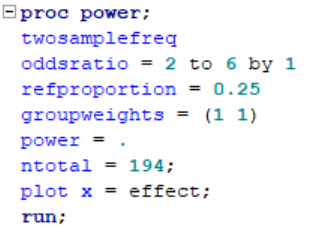 proc power;
twosamplefreq
oddsratio = 2 to 6 by 1
refproportion = 0.25
groupweights = (1 1)
power = .
ntotal = 194;
plot x = effect;
run;